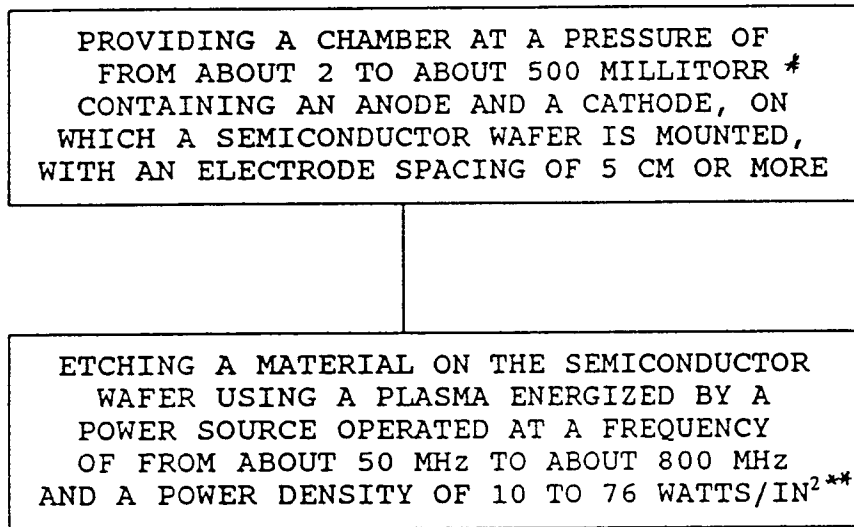 PROVIDING A CHAMBER AT A PRESSURE OF
FROM ABOUT 2 TO ABOUT 500 MILLITORR *
CONTAINING AN ANODE AND A CATHODE, ON
WHICH A SEMICONDUCTOR WAFER IS MOUNTED,
WITH AN ELECTRODE SPACING OF 5 CM OR MORE
ETCHING A MATERIAL ON THE SEMICONDUCTOR
WAFER USING A PLASMA ENERGIZED BY A
POWER SOURCE OPERATED AT A FREQUENCY
OF FROM ABOUT 50 MHz TO ABOUT 800 MHz
AND A POWER DENSITY OF 10 TO 76 WATTS/IN²**